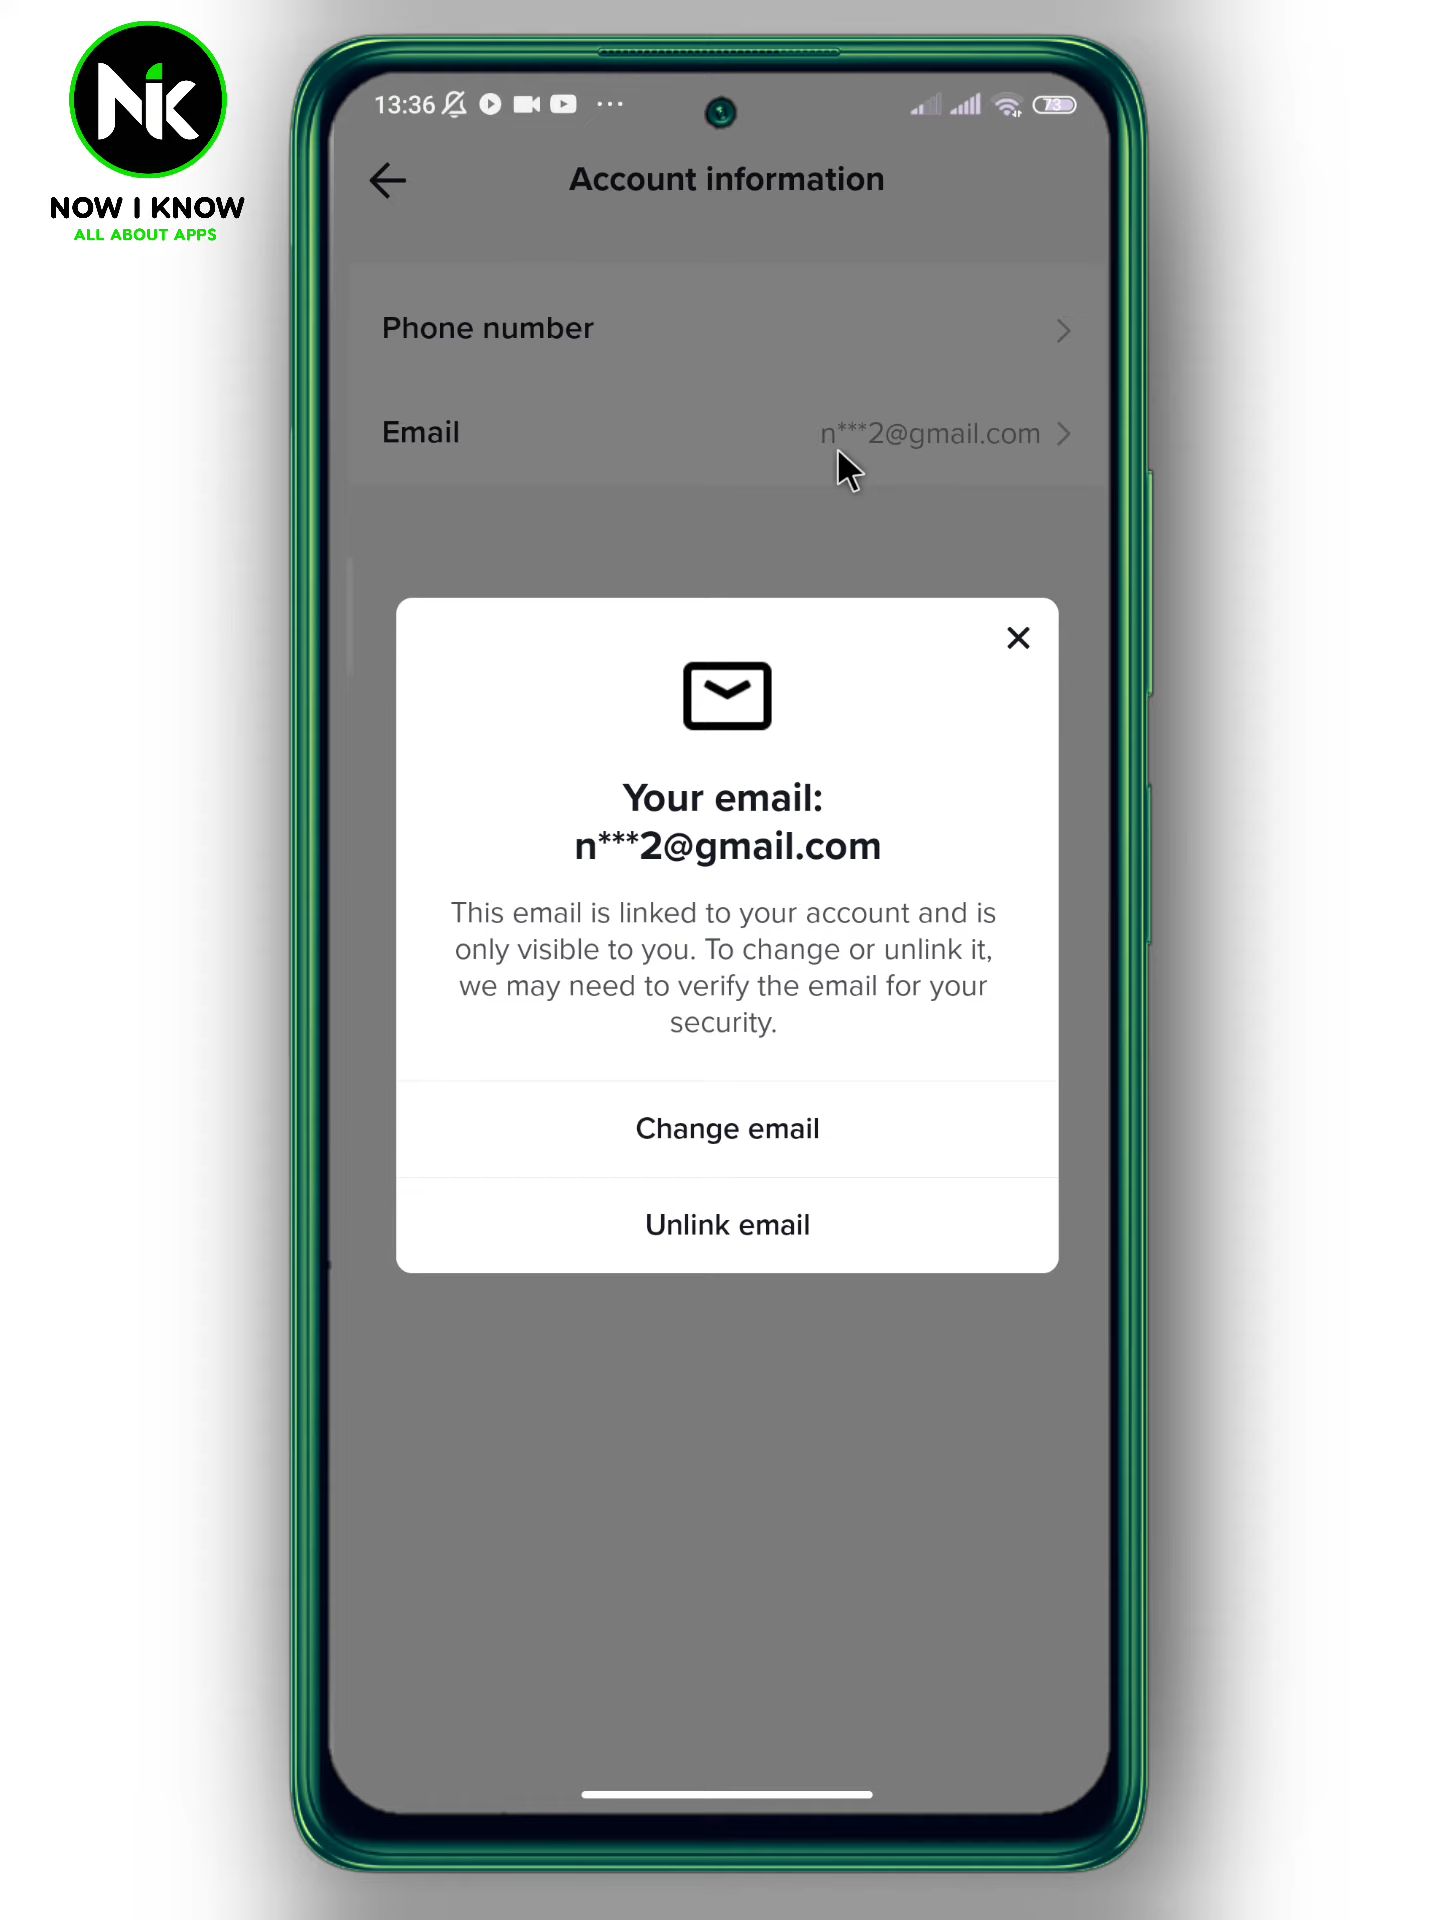 NiK
NOW I KNOW
ALL ABOUT APPS
13:36
73
Account information
Phone number
Email
n***2@gmail.com
Your email:
n***2@gmail.com
This email is linked to your account and is
only visible to you. To change or unlink it,
we may need to verify the email for your
security.
Change email
Unlink email